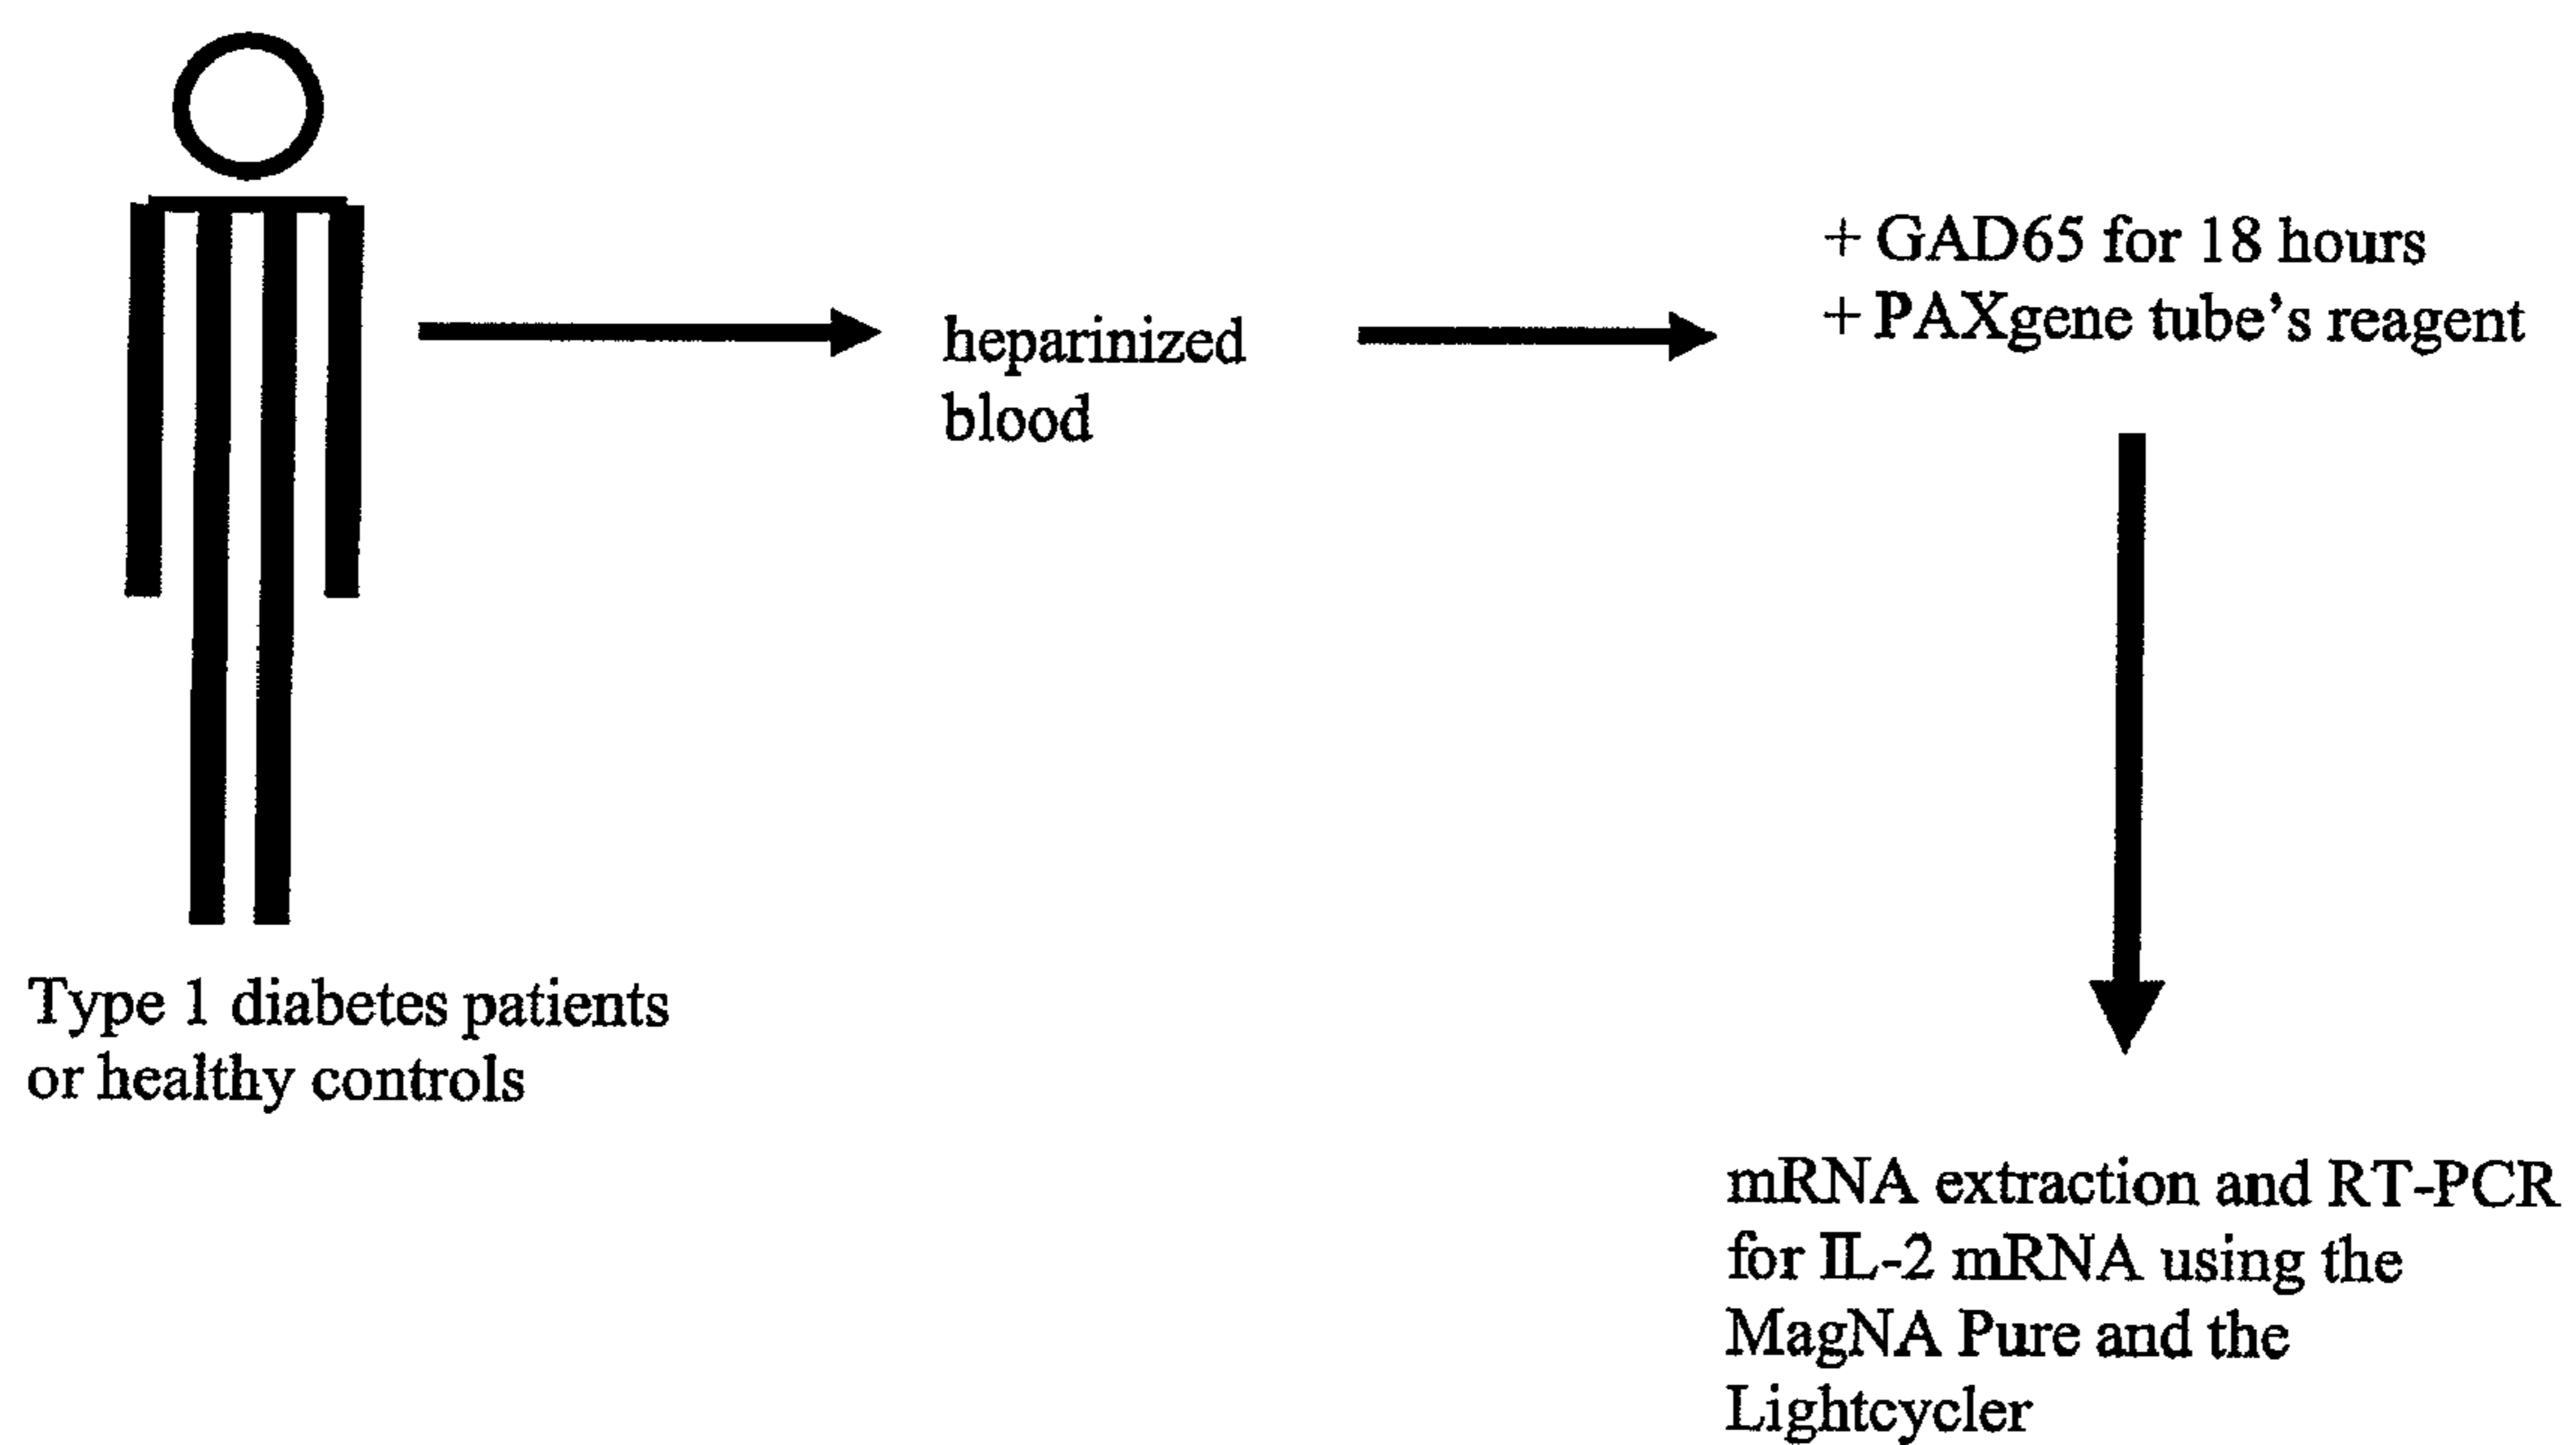 + GAD65 for 18 hours
+ PAXgene tube’s reagent
heparinized
blood
Type 1 diabetes patients
or healthy controls
mRNA extraction and RT-PCR
for IL-2 mRNA using the
MagNA Pure and the
Lightcycler